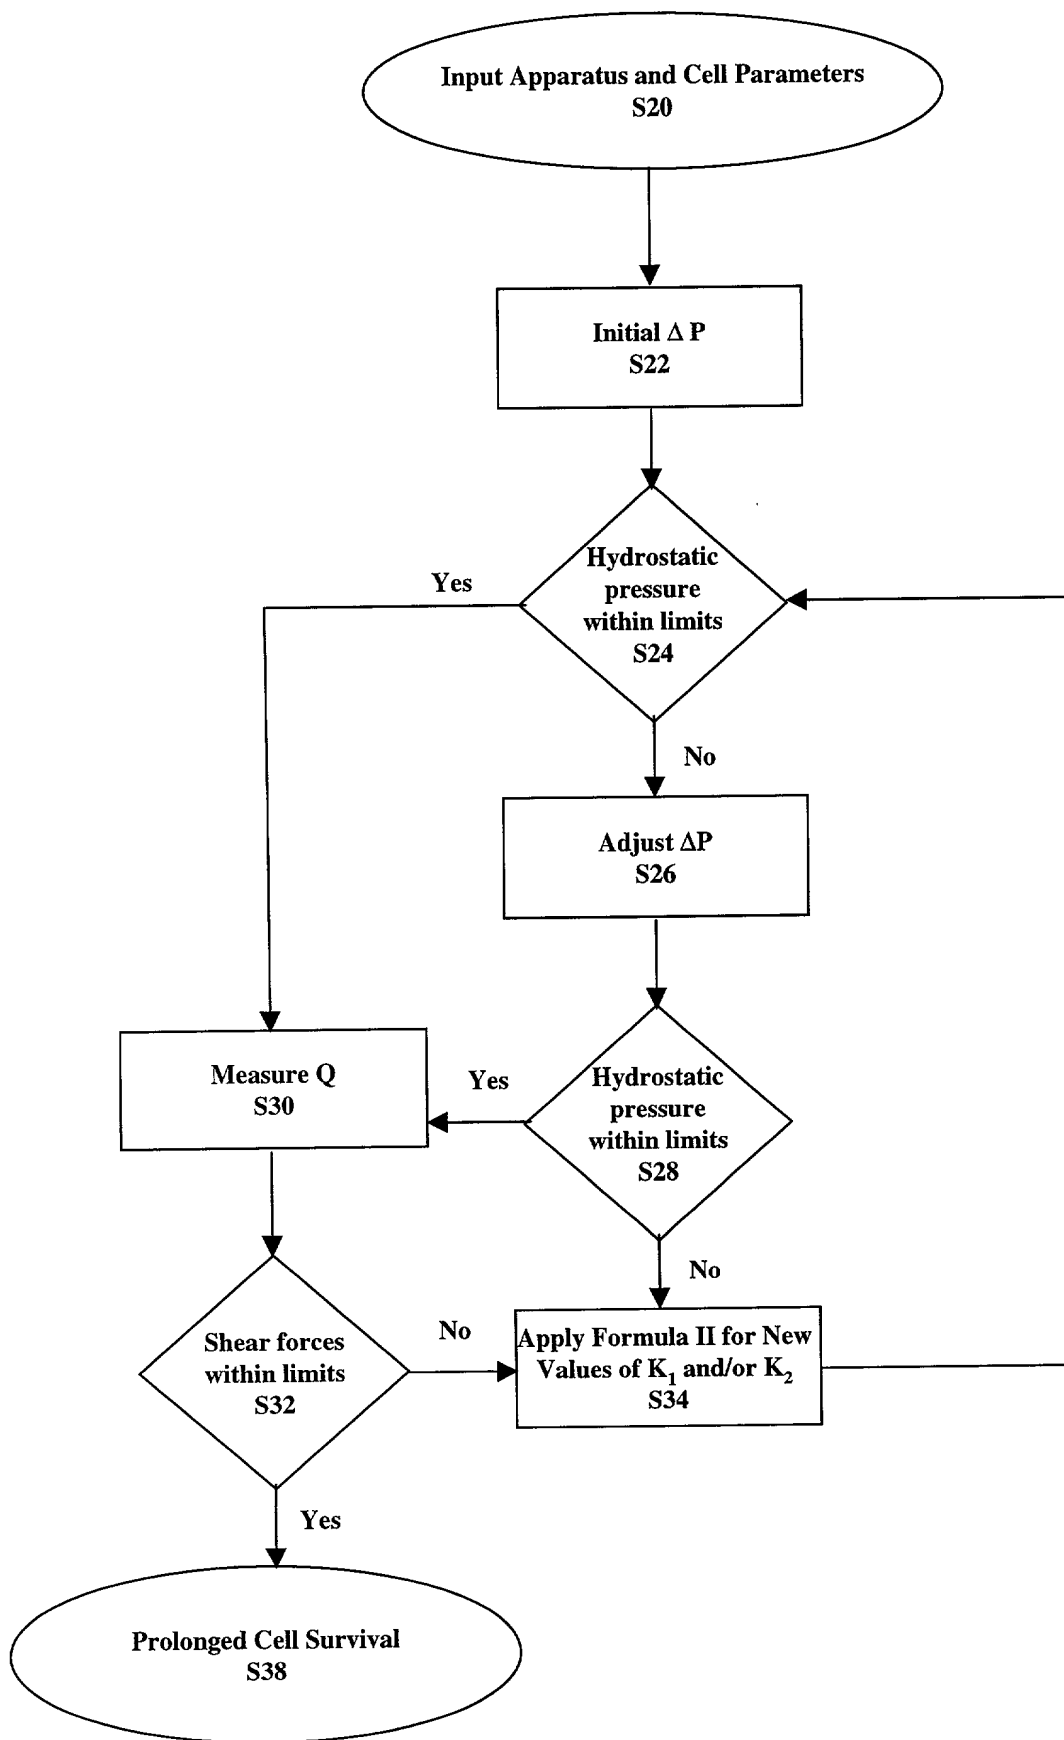 Input Apparatus and Cell Parameters
S20
Initial Δ P
S22
Hydrostatic
pressure
within limits
S24
Yes
No
Adjust ΔP
S26
Measure Q
S30
Yes
Hydrostatic
pressure
within limits
S28
No
Shear forces
within limits
S32
No
Apply Formula II for New
Values of K₁ and/or K₂
S34
Yes
Prolonged Cell Survival
S38